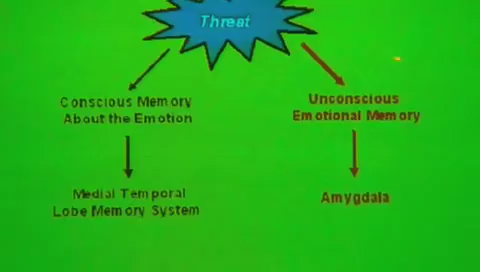 Threat
Conscious Memory
About the Emotion
Unconscious
Emotional Memory
Medial Temporal
Lobe Memory System
Amygdala